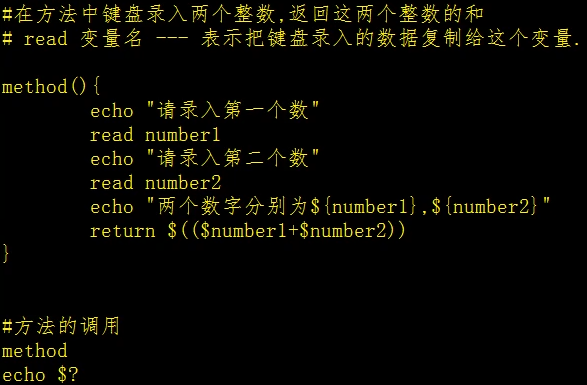 #在方法中键盘录入两个整数,返回这两个整数的和
# read 变量名 --- 表示把键盘录入的数据复制给这个变量.
method(){
echo "请录入第一个数"
read number1
echo "请录入第二个数"
read number2
echo "两个数字分别为${number1},${number2}"
return $(($number1+$number2))
}
#方法的调用
method
echo $?